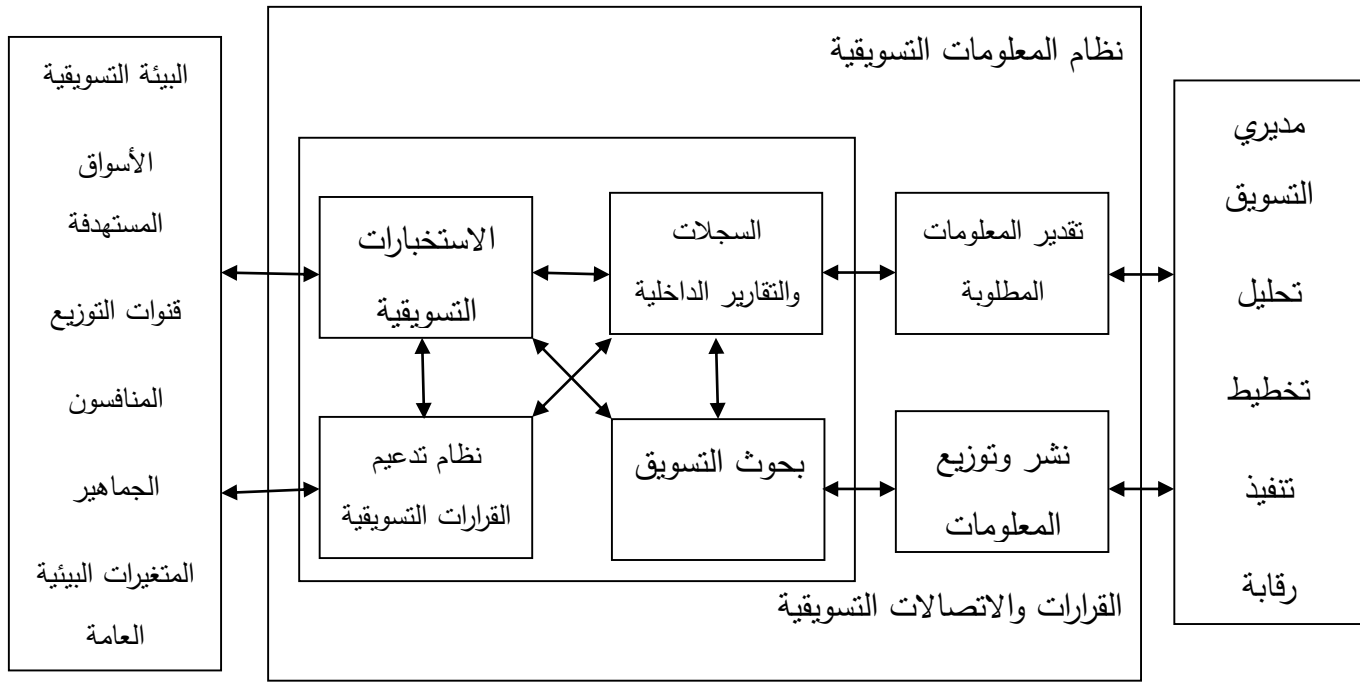 نظام المعلومات التسويقية
مديري
التسويق
تحليل
تخطيط
تنفيذ
رقابة
تقدير المعلومات
المطلوبة
نشر وتوزيع
المعلومات
السجلات
والتقارير الداخلية
بحوث التسويق
الاستخبارات
التسويقية
نظام تدعيم
القرارات التسويقية
القرارات والاتصالات التسويقية
البيئة التسويقية
الأسواق
المستهدفة
قنوات التوزيع
المنافسون
الجماهير
المتغيرات البيئية
العامة